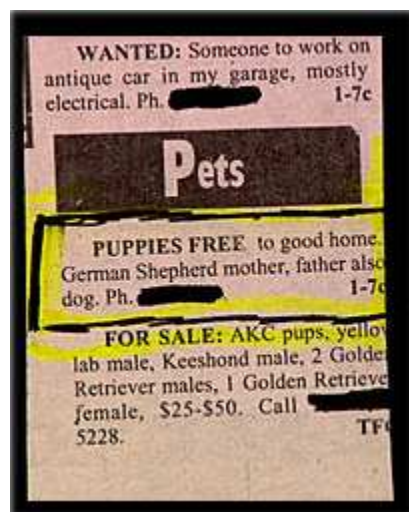 WANTED: Someone to work on
antique car in my garage, mostly
electrical. Ph. 1-7c
Pets
PUPPIES FREE to good home.
German Shepherd mother, father also
dog. Ph. 1-7c
FOR SALE: AKC pups, yellow
lab male, Keeshond male, 2 Golden
Retriever males, 1 Golden Retriever
female, $25-$50. Call
5228. TFC